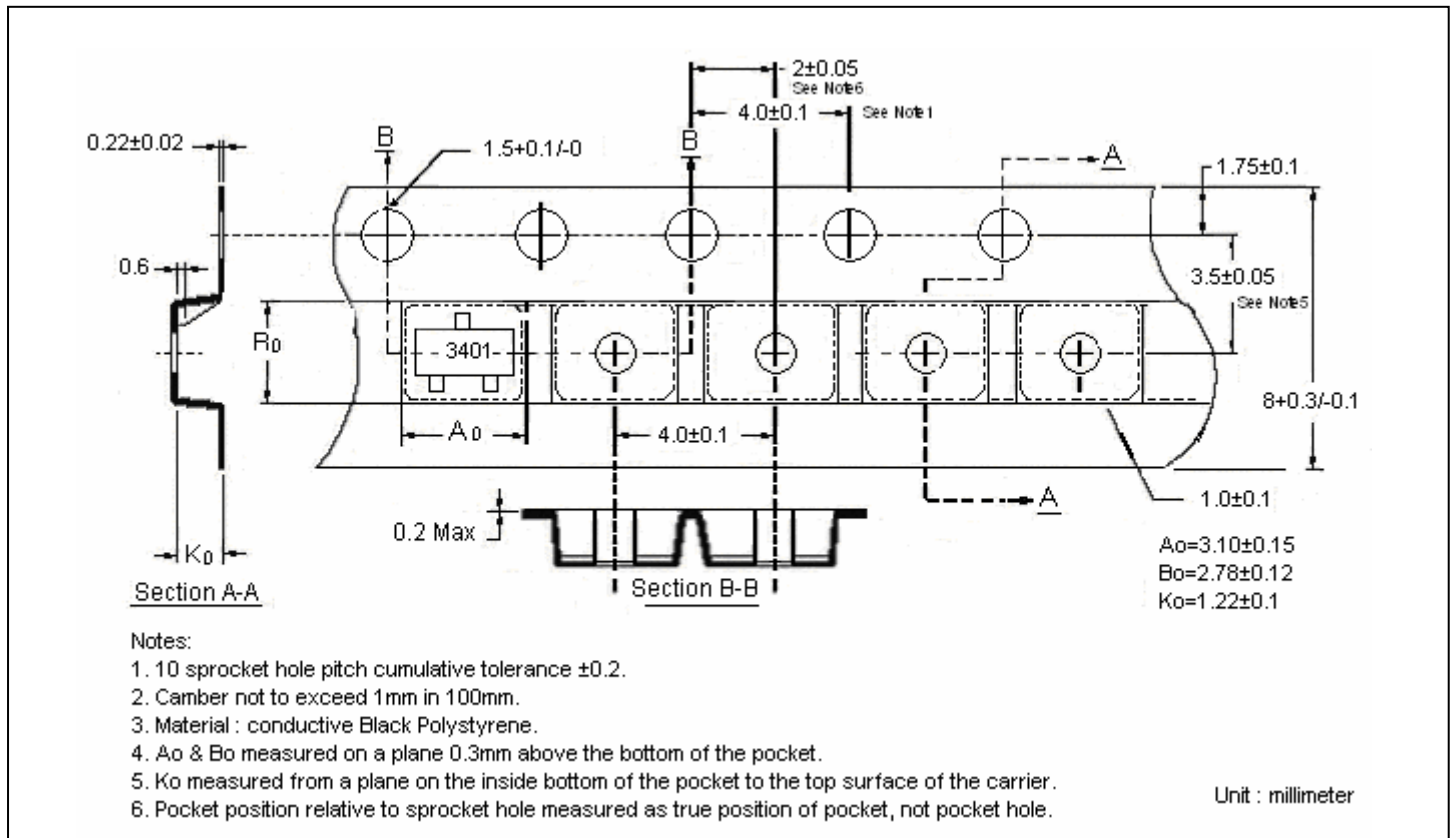 2±0.05
See Note6
4.0±0.1 See Note1
0.22±0.02
B
1.5+0.1/-0
B
A
1.75±0.1
0.6
3.5±0.05
See Note5
R0
3401
A0
4.0±0.1
8+0.3/-0.1
0.2 Max
A
1.0±0.1
K0
Section A-A
Section B-B
Ao=3.10±0.15
Bo=2.78±0.12
Ko=1.22±0.1
Notes:
1. 10 sprocket hole pitch cumulative tolerance ±0.2.
2. Camber not to exceed 1mm in 100mm.
3. Material : conductive Black Polystyrene.
4. Ao & Bo measured on a plane 0.3mm above the bottom of the pocket.
5. Ko measured from a plane on the inside bottom of the pocket to the top surface of the carrier.
6. Pocket position relative to sprocket hole measured as true position of pocket, not pocket hole.
Unit : millimeter